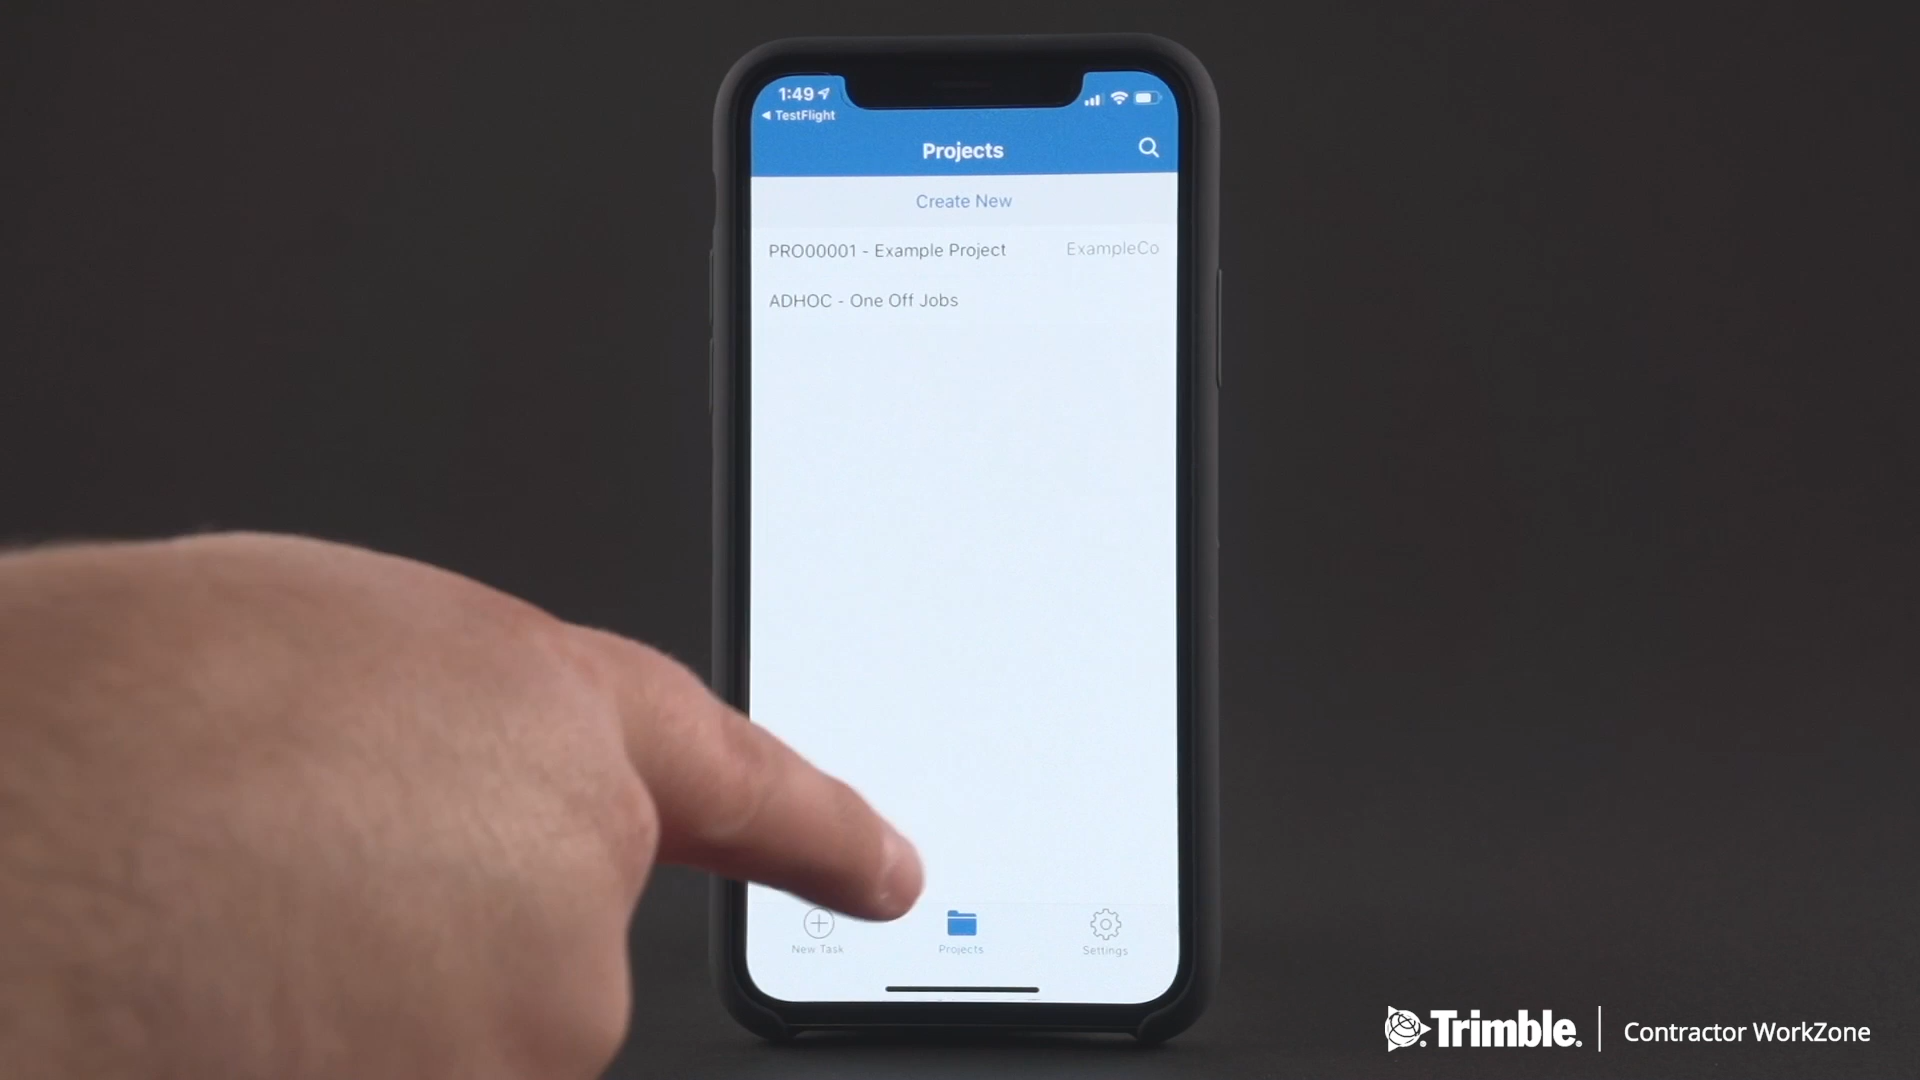 1:49
TestFlight
Projects
Create New
PRO00001 - Example Project
ExampleCo
ADHOC - One Off Jobs
New Task
Projects
Settings
Trimble.
Contractor WorkZone